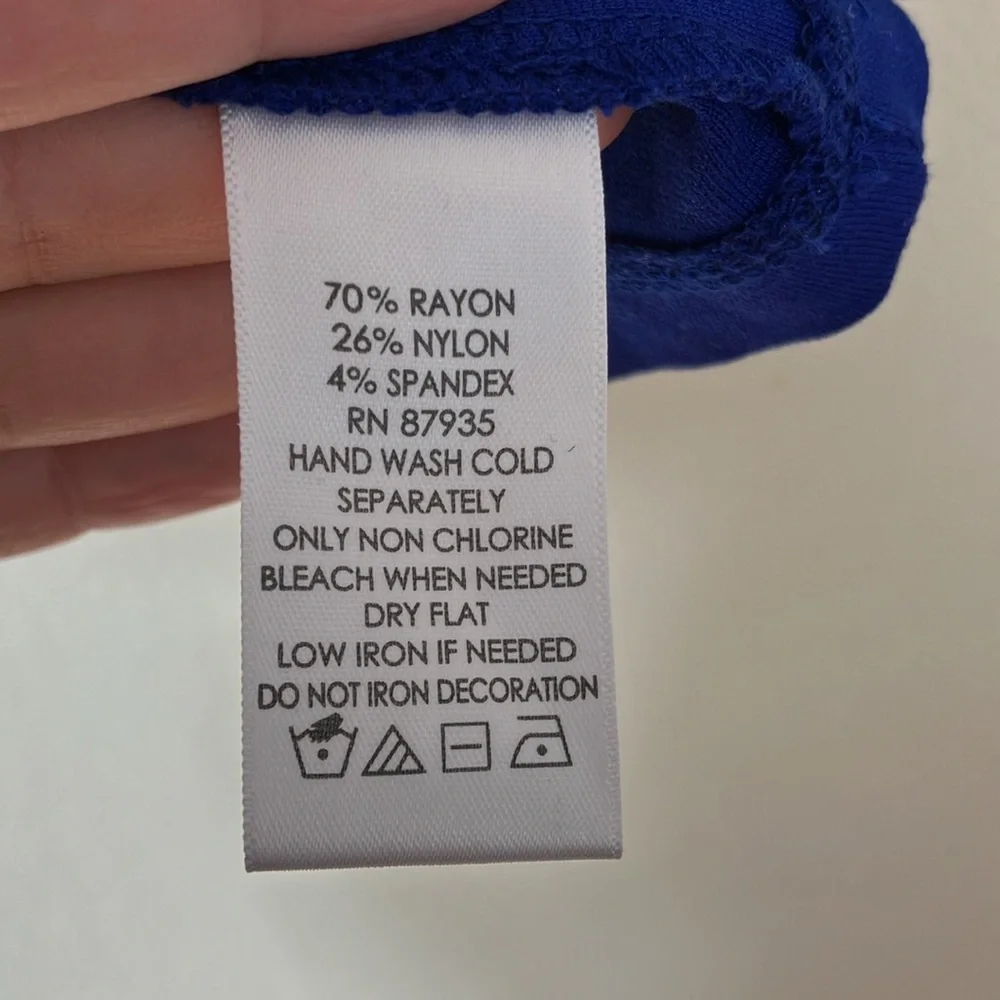 70% RAYON
26% NYLON
4% SPANDEX
RN 87935
HAND WASH COLD
SEPARATELY
ONLY NON CHLORINE
BLEACH WHEN NEEDED
DRY FLAT
LOW IRON IF NEEDED
DO NOT IRON DECORATION